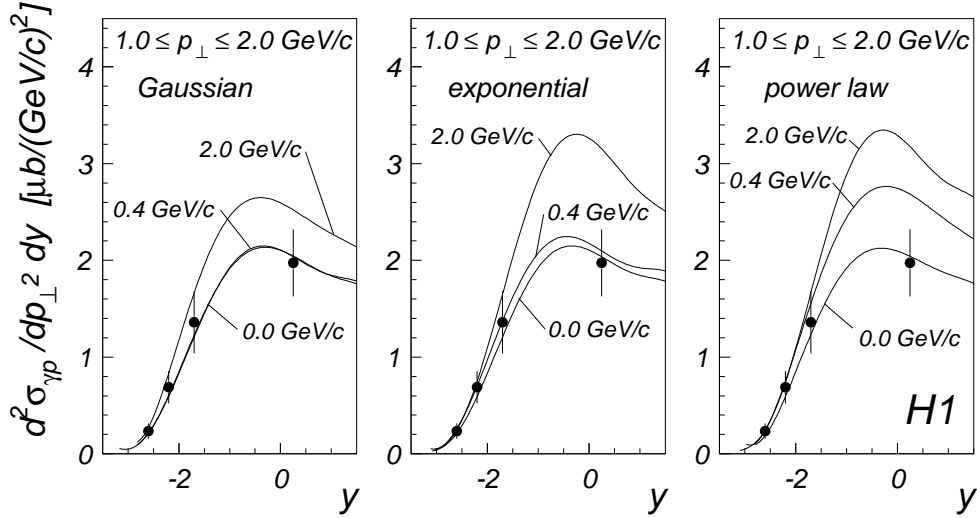 d²σγp/dp⊥² dy [μb/(GeV/c)²]
1.0 ≤ p⊥ ≤ 2.0 GeV/c
Gaussian
2.0 GeV/c
0.4 GeV/c
0.0 GeV/c
4
3
2
1
0
-2
0
y
1.0 ≤ p⊥ ≤ 2.0 GeV/c
exponential
2.0 GeV/c
0.4 GeV/c
0.0 GeV/c
4
3
2
1
0
-2
0
y
1.0 ≤ p⊥ ≤ 2.0 GeV/c
power law
2.0 GeV/c
0.4 GeV/c
0.0 GeV/c
H1
4
3
2
1
0
-2
0
y